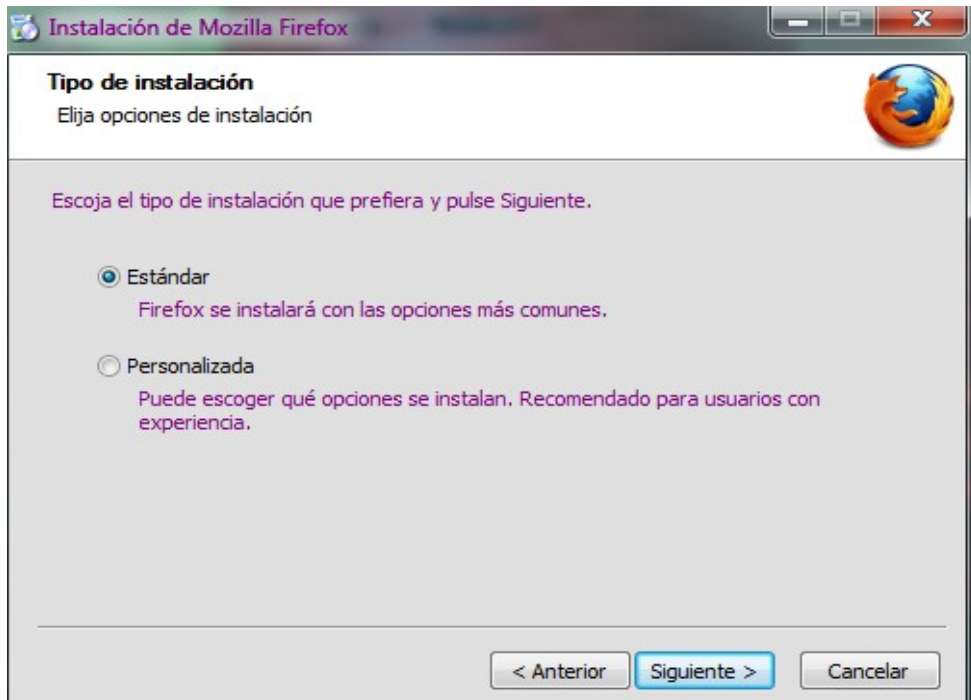 Instalación de Mozilla Firefox
Tipo de instalación
Elija opciones de instalación
Escoja el tipo de instalación que prefiera y pulse Siguiente.
Estándar
Firefox se instalará con las opciones más comunes.
Personalizada
Puede escoger qué opciones se instalan. Recomendado para usuarios con
experiencia.
< Anterior
Siguiente >
Cancelar